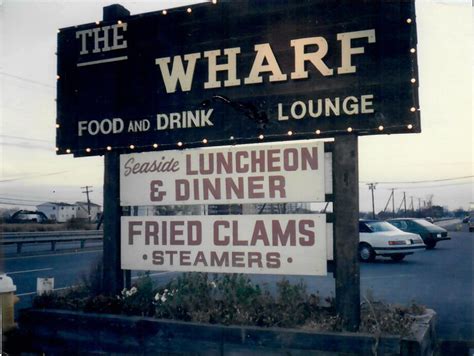 THE WHARF
FOOD AND DRINK LOUNGE
Seaside LUNCHEON
& DINNER
FRIED CLAMS
· STEAMERS ·